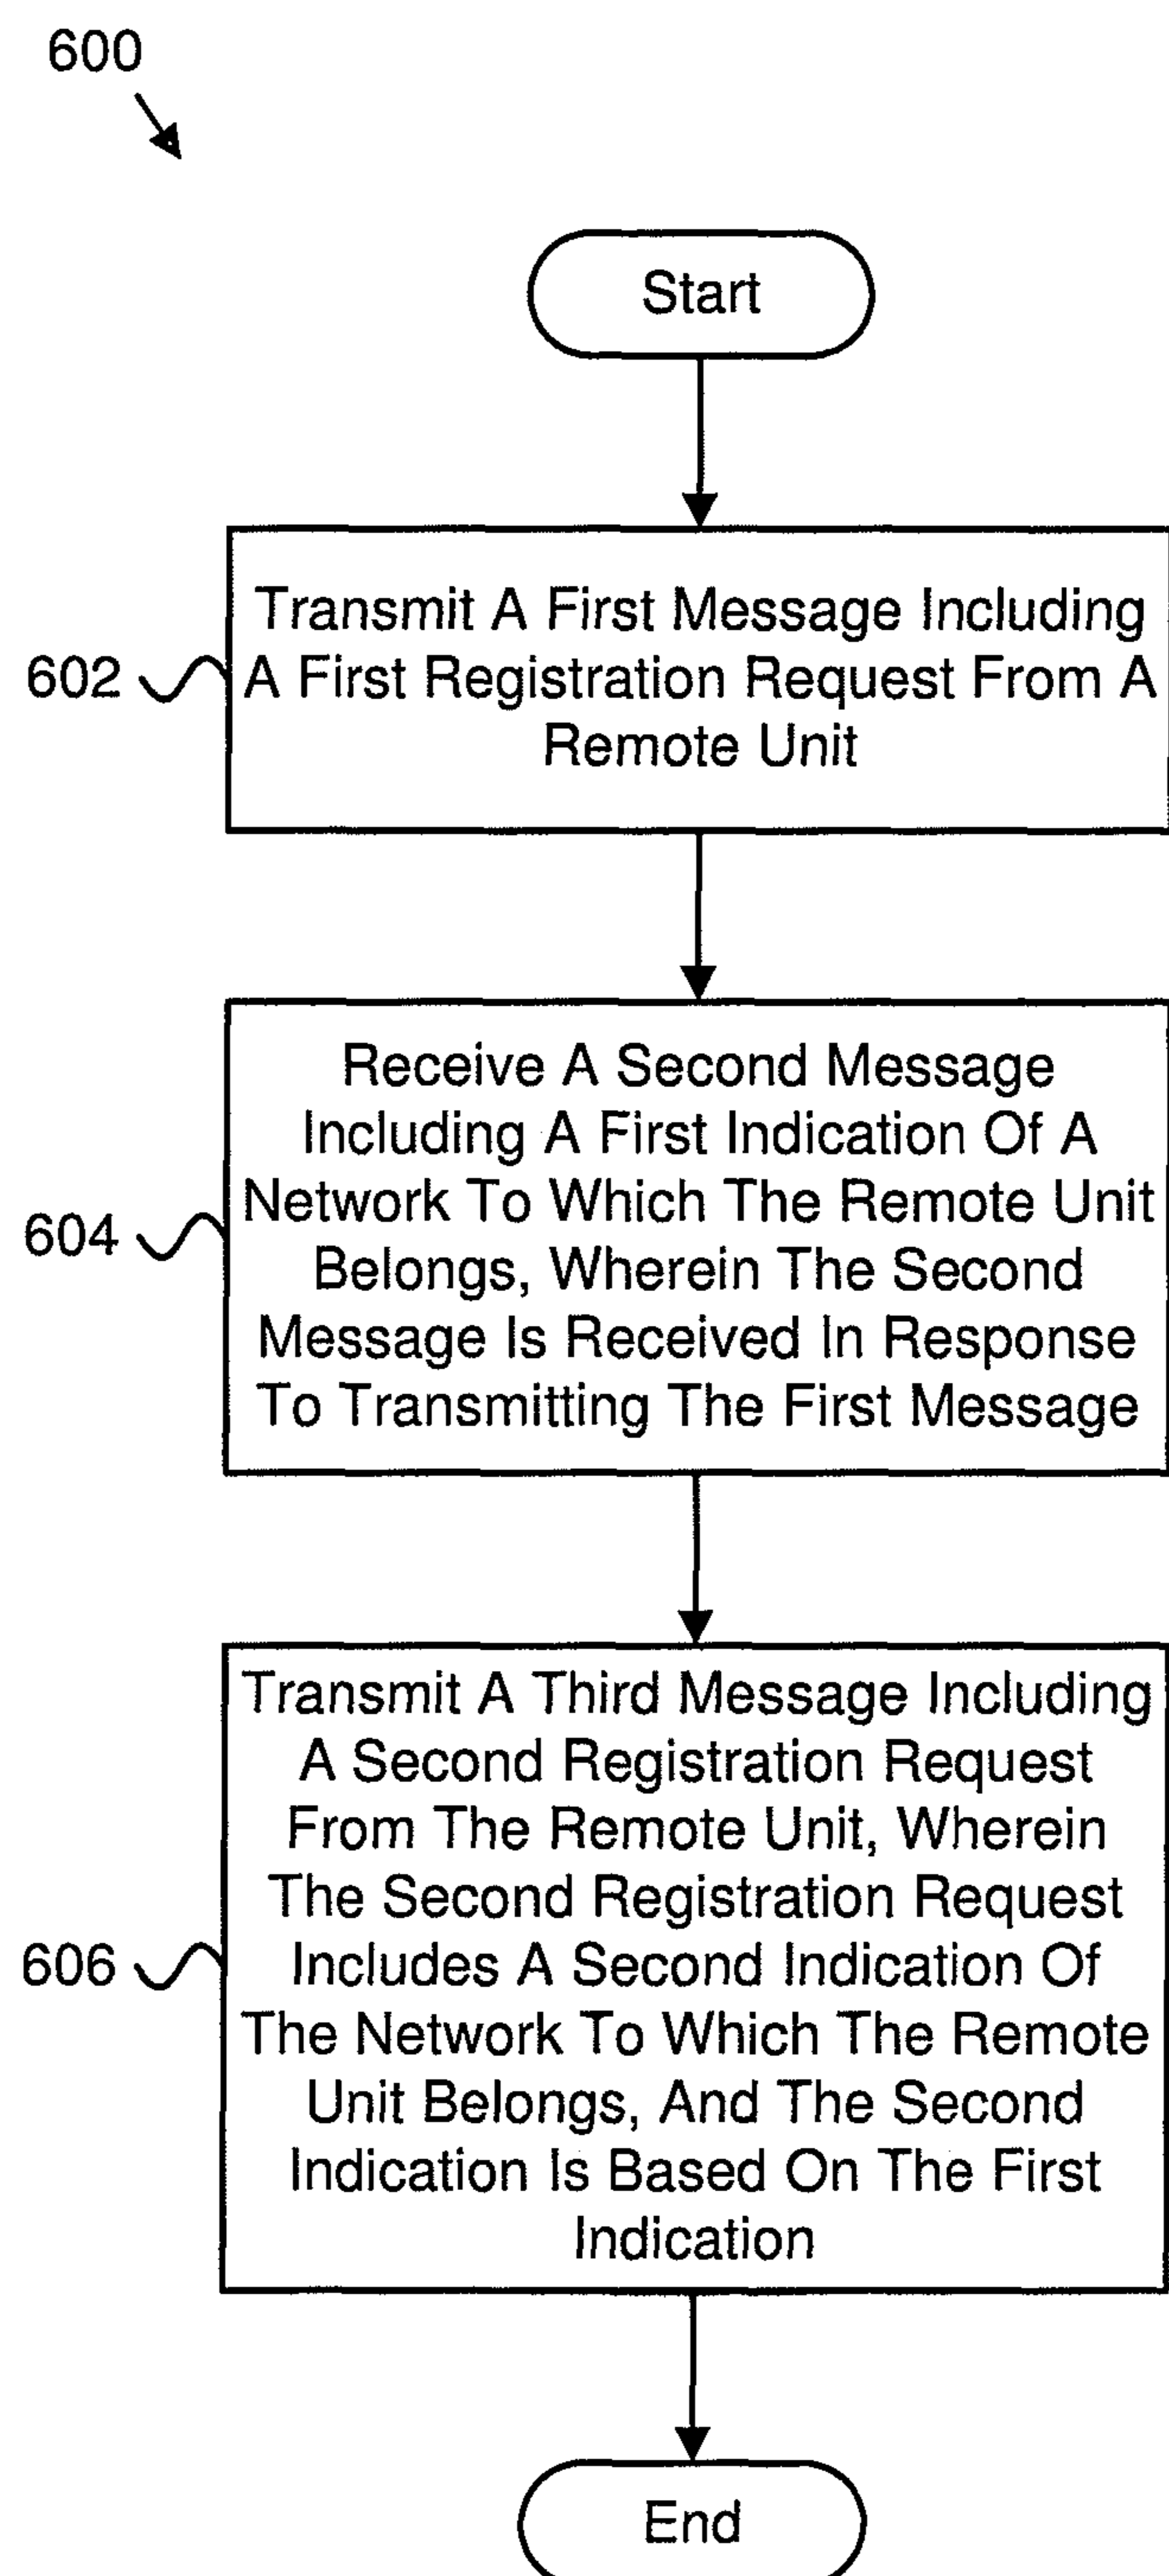 600
Start
Transmit A First Message Including
602
A First Registration Request From A
Remote Unit
Receive A Second Message
Including A First Indication Of A
Network To Which The Remote Unit
604
Belongs, Wherein The Second
Message Is Received In Response
To Transmitting The First Message
Transmit A Third Message Including
A Second Registration Request
From The Remote Unit, Wherein
The Second Registration Request
606
Includes A Second Indication Of
The Network To Which The Remote
Unit Belongs, And The Second
Indication Is Based On The First
Indication
End